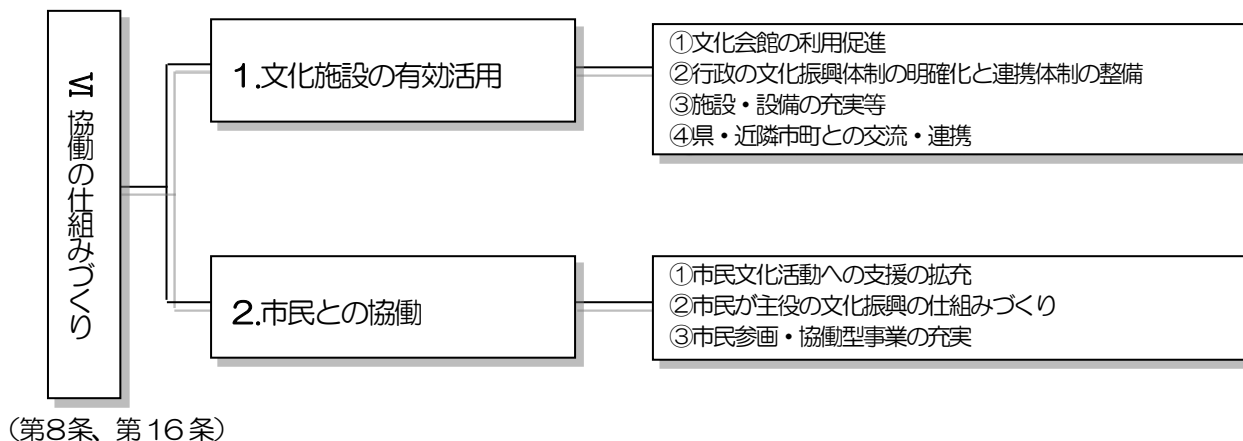 Ⅵ 協働の仕組みづくり
1.文化施設の有効活用
①文化会館の利用促進
②行政の文化振興体制の明確化と連携体制の整備
③施設・設備の充実等
④県・近隣市町との交流・連携
2.市民との協働
①市民文化活動への支援の拡充
②市民が主役の文化振興の仕組みづくり
③市民参画・協働型事業の充実
(第8条、第16条)